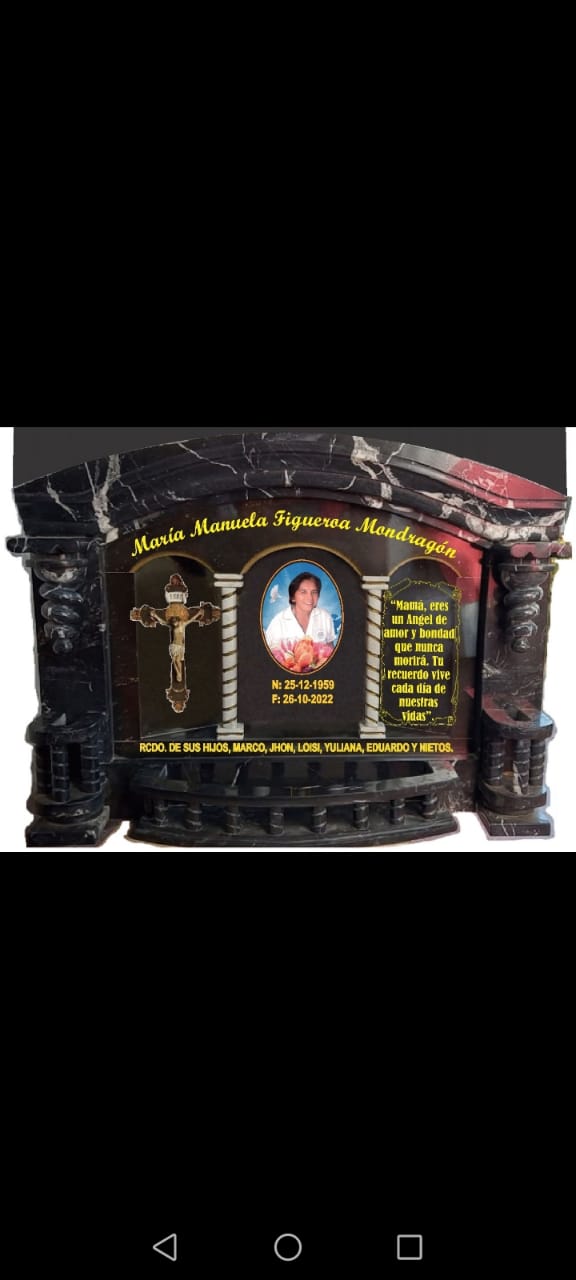 María Manuela Figueroa Mondragón
"Mamá, eres
un Angel de
amor y bondad
que nunca
morirá. Tu
recuerdo vive
cada día de
nuestras
vidas".
N: 25-12-1959
F: 26-10-2022
RCDO. DE SUS HIJOS, MARCO, JHON, LOISI, YULIANA, EDUARDO Y NIETOS.